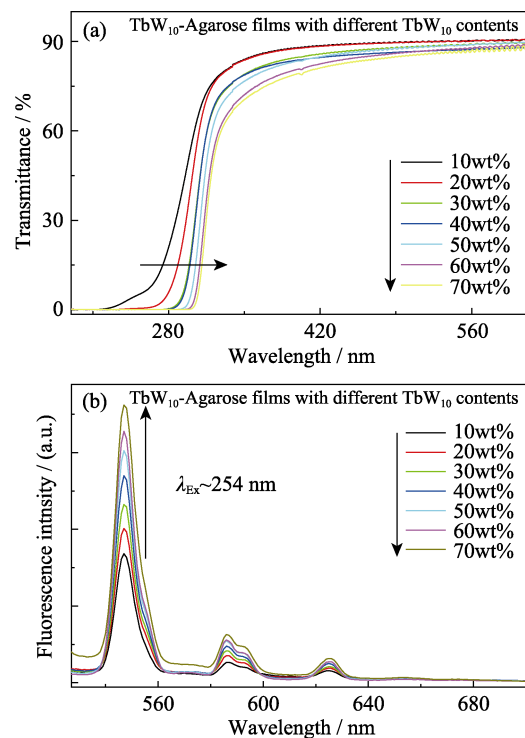 (a) TbW₁₀-Agarose films with different TbW₁₀ contents
Transmittance / %
90
60
30
0
10wt%
20wt%
30wt%
40wt%
50wt%
60wt%
70wt%
280 420 560
Wavelength / nm
(b) TbW₁₀-Agarose films with different TbW₁₀ contents
Fluorescence intnsity / (a.u.)
λEx~254 nm
10wt%
20wt%
30wt%
40wt%
50wt%
60wt%
70wt%
560 600 640 680
Wavelength / nm